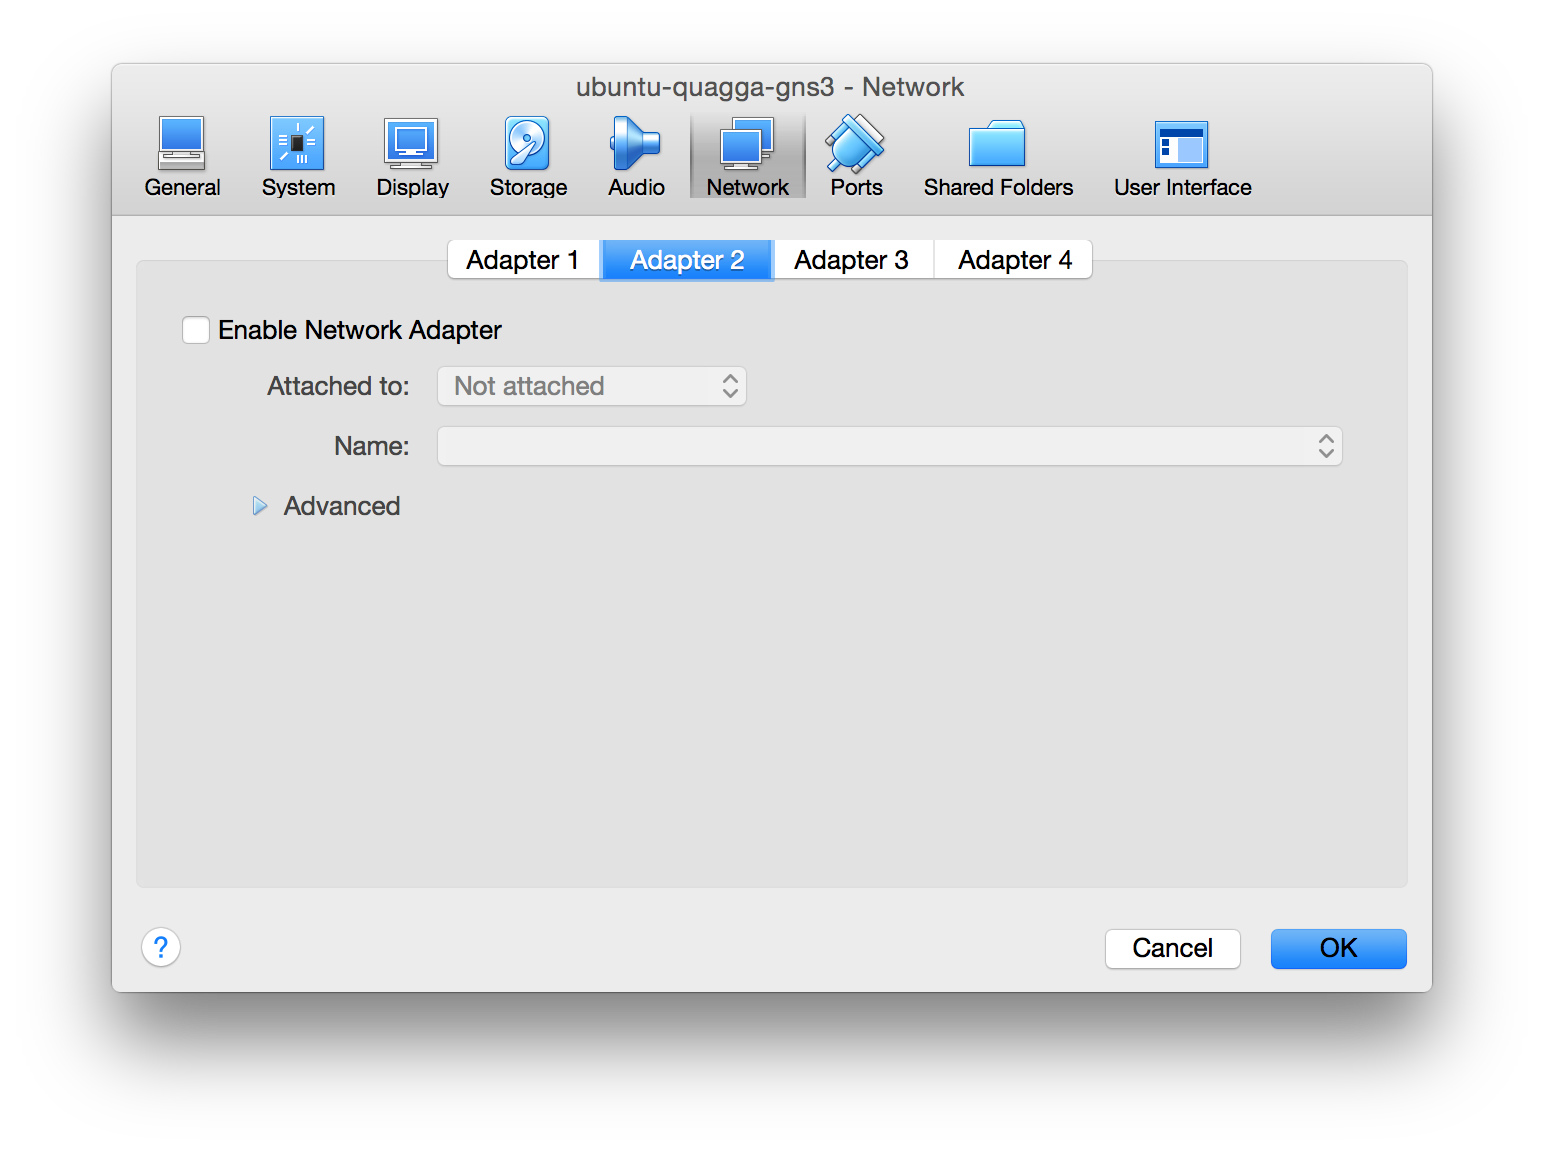 ubuntu-quagga-gns3 - Network
General System Display Storage Audio Network Ports Shared Folders User Interface
Adapter 1 Adapter 2 Adapter 3 Adapter 4
Enable Network Adapter
Attached to: Not attached
Name:
Advanced
? Cancel OK